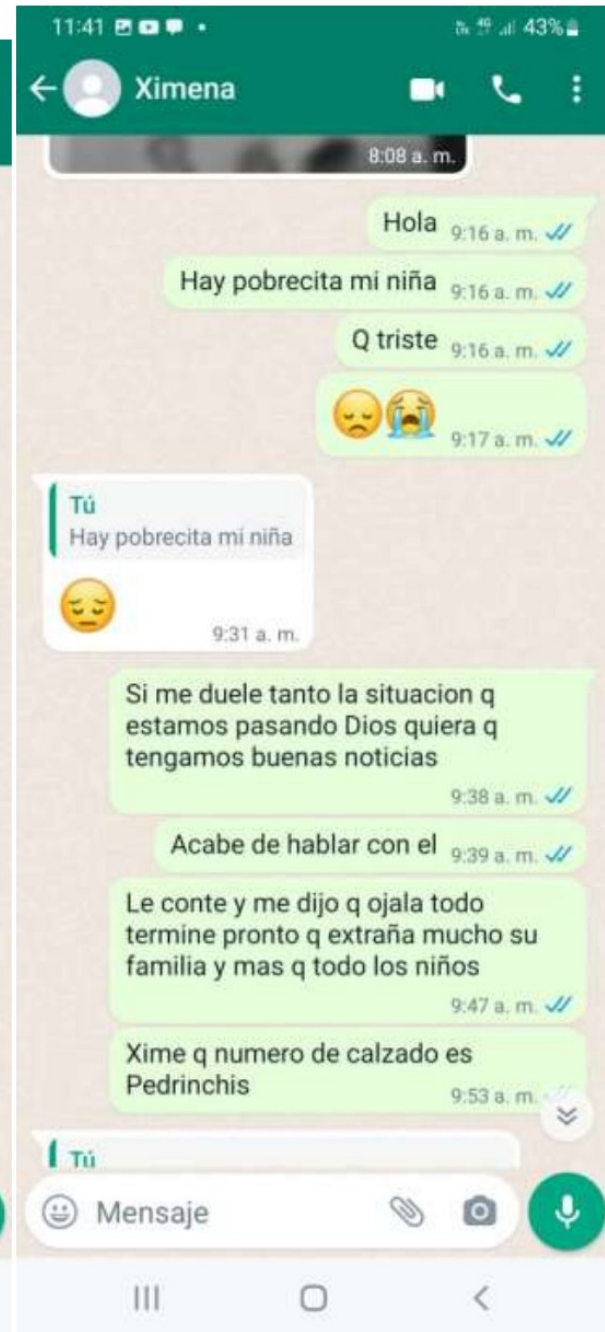 11:41
43%
Ximena
8:08 a. m.
Hola 9:16 a. m.
Hay pobrecita mi niña 9:16 a. m.
Q triste 9:16 a. m.
9:17 a. m.
Tú
Hay pobrecita mi niña
9:31 a. m.
Si me duele tanto la situacion q
estamos pasando Dios quiera q
tengamos buenas noticias
9:38 a. m.
Acabe de hablar con el 9:39 a. m.
Le conte y me dijo q ojala todo
termine pronto q extraña mucho su
familia y mas q todo los niños
9:47 a. m.
Xime q numero de calzado es
Pedrinchis 9:53 a. m.
Tú
Mensaje